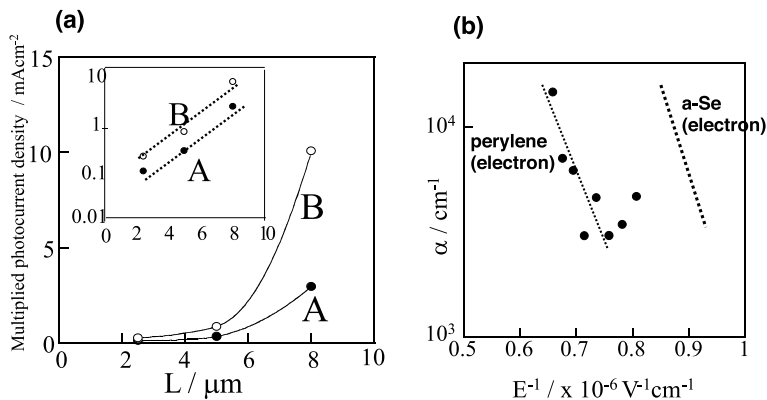 (a)
Multiplied photocurrent density / mAcm-2
15
10
5
0
0
2
4
6
8
10
L / μm
10
1
0.1
0.01
0
2
4
6
8
10
B
A
B
A
(b)
α / cm-1
10⁴
10³
perylene
(electron)
a-Se
(electron)
0.5
0.6
0.7
0.8
0.9
1
E-1 / x 10-6 V-1cm-1